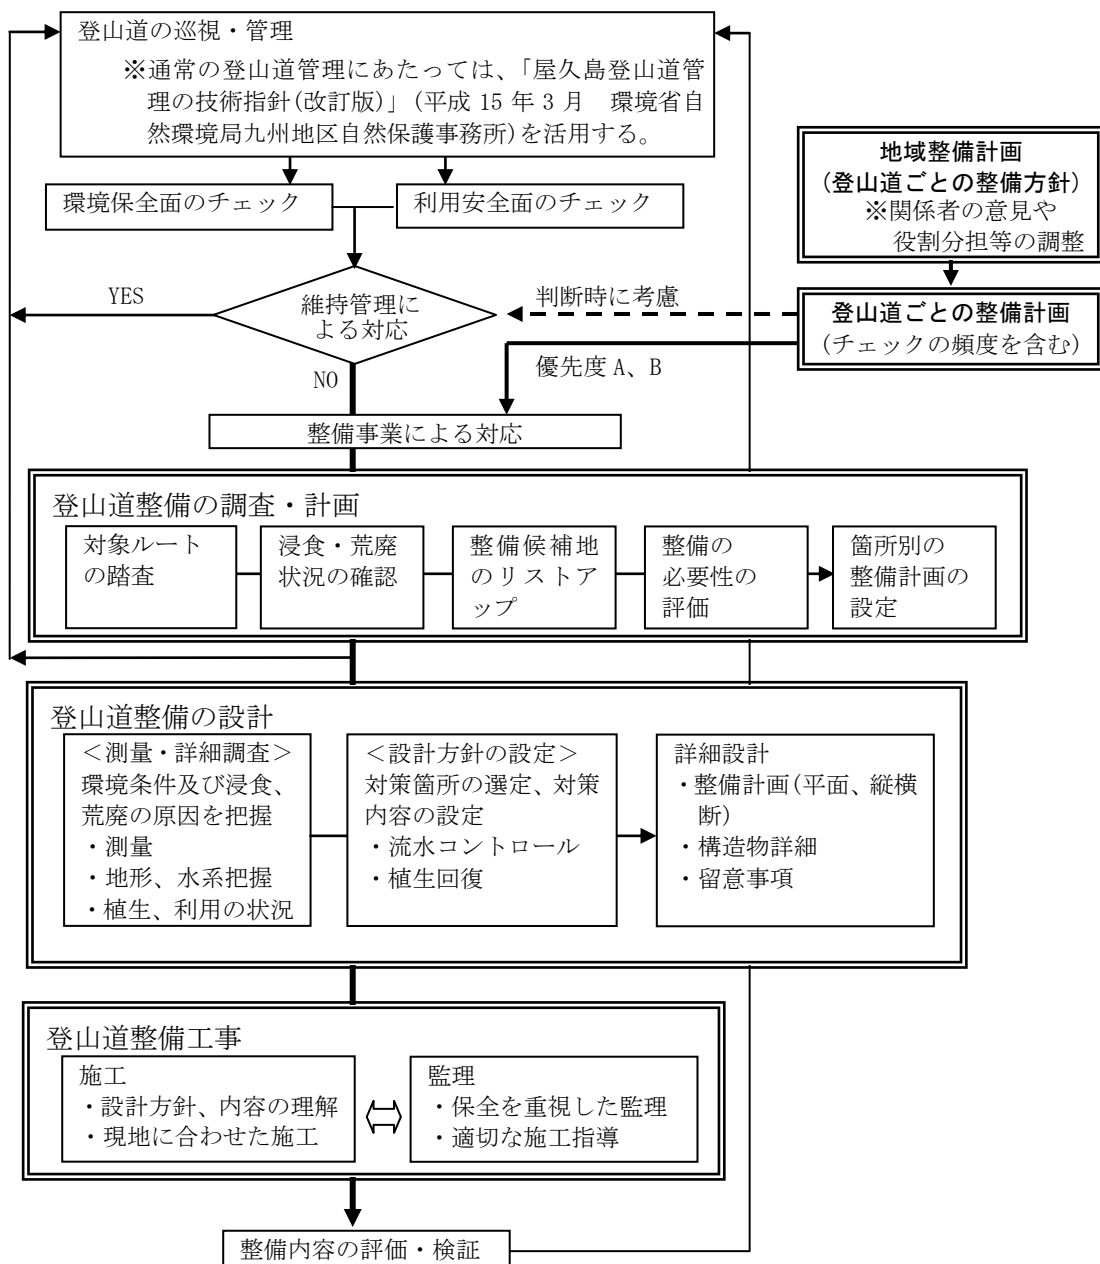 登山道の巡視・管理
※通常の登山道管理にあたっては、「屋久島登山道管
理の技術指針(改訂版)」(平成 15 年 3 月　環境省自
然環境局九州地区自然保護事務所)を活用する。
地域整備計画
(登山道ごとの整備方針)
※関係者の意見や
役割分担等の調整
環境保全面のチェック
利用安全面のチェック
YES
維持管理に
よる対応
判断時に考慮
登山道ごとの整備計画
(チェックの頻度を含む)
NO
優先度 A、B
整備事業による対応
登山道整備の調査・計画
対象ルート
の踏査
浸食・荒廃
状況の確認
整備候補地
のリストア
ップ
整備の
必要性の
評価
箇所別の
整備計画の
設定
登山道整備の設計
＜測量・詳細調査＞
環境条件及び浸食、
荒廃の原因を把握
・測量
・地形、水系把握
・植生、利用の状況
＜設計方針の設定＞
対策箇所の選定、対策
内容の設定
・流水コントロール
・植生回復
詳細設計
・整備計画(平面、縦横
断)
・構造物詳細
・留意事項
登山道整備工事
施工
・設計方針、内容の理解
・現地に合わせた施工
監理
・保全を重視した監理
・適切な施工指導
整備内容の評価・検証